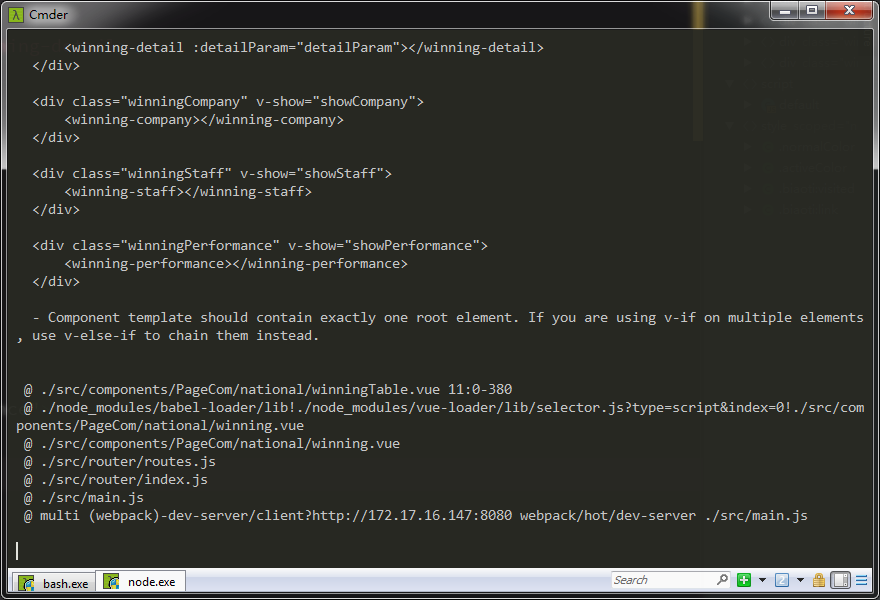 Cmder
<winning-detail :detailParam="detailParam"></winning-detail>
</div>
<div class="winningCompany" v-show="showCompany">
<winning-company></winning-company>
</div>
<div class="winningStaff" v-show="showStaff">
<winning-staff></winning-staff>
</div>
<div class="winningPerformance" v-show="showPerformance">
<winning-performance></winning-performance>
</div>
- Component template should contain exactly one root element. If you are using v-if on multiple elements
, use v-else-if to chain them instead.
@ ./src/components/PageCom/national/winningTable.vue 11:0-380
@ ./node_modules/babel-loader/lib!./node_modules/vue-loader/lib/selector.js?type=script&index=0!./src/com
ponents/PageCom/national/winning.vue
@ ./src/components/PageCom/national/winning.vue
@ ./src/router/routes.js
@ ./src/router/index.js
@ ./src/main.js
@ multi (webpack)-dev-server/client?http://172.17.16.147:8080 webpack/hot/dev-server ./src/main.js
bash.exe node.exe Search